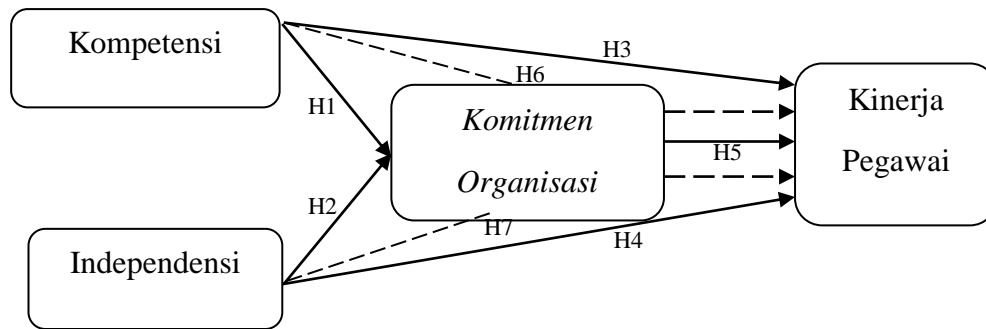 Kompetensi
H3
H6
H1
Komitmen
Organisasi
Kinerja
Pegawai
H5
H2
H7
H4
Independensi